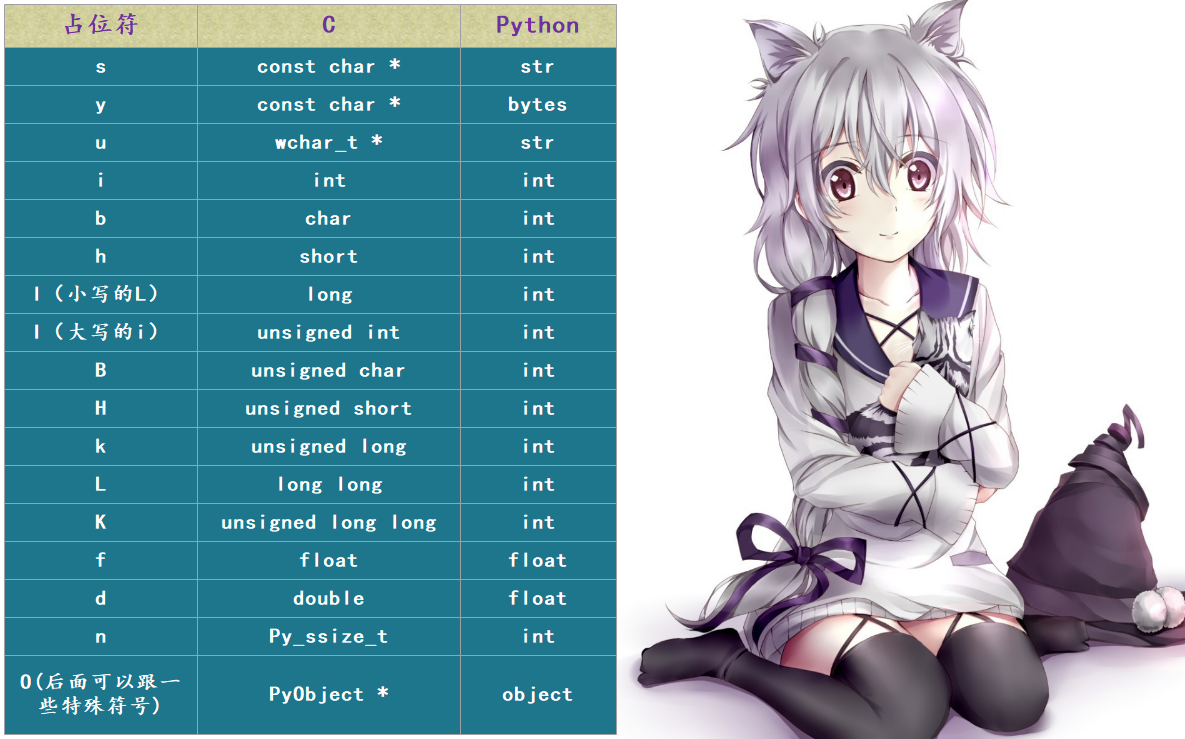 占位符 C Python
s const char * str
y const char * bytes
u wchar_t * str
i int int
b char int
h short int
l（小写的L） long int
I（大写的i） unsigned int int
B unsigned char int
H unsigned short int
k unsigned long int
L long long int
K unsigned long long int
f float float
d double float
n Py_ssize_t int
O(后面可以跟一
些特殊符号) PyObject * object